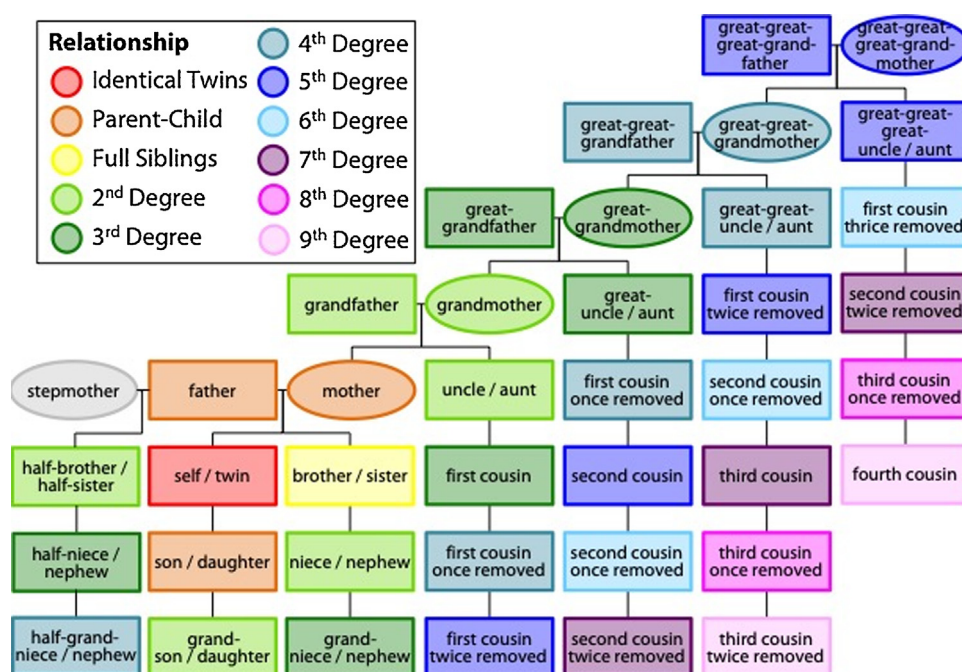 Relationship
Identical Twins
Parent-Child
Full Siblings
2nd Degree
3rd Degree
4th Degree
5th Degree
6th Degree
7th Degree
8th Degree
9th Degree
great-great-
great-grand-
father
great-great-
great-grand-
mother
great-great-
grandfather
great-great-
grandmother
great-great-
great-
uncle / aunt
great-
grandfather
great-
grandmother
great-great-
uncle / aunt
first cousin
thrice removed
grandfather
grandmother
great-
uncle / aunt
first cousin
twice removed
second cousin
twice removed
stepmother
father
mother
uncle / aunt
first cousin
once removed
second cousin
once removed
third cousin
once removed
half-brother /
half-sister
self / twin
brother / sister
first cousin
second cousin
third cousin
fourth cousin
half-niece /
nephew
son / daughter
niece / nephew
first cousin
once removed
second cousin
once removed
third cousin
once removed
half-grand-
niece / nephew
grand-
son / daughter
grand-
niece / nephew
first cousin
twice removed
second cousin
twice removed
third cousin
twice removed